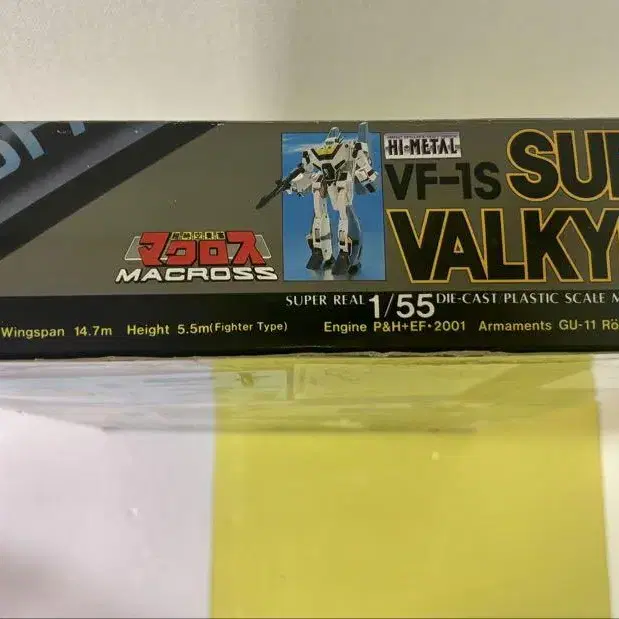 HI-METAL
VF-1S SU
VALKY
マクロス
MACROSS
SUPER REAL 1/55 DIE-CAST/PLASTIC SCALE M
Wingspan 14.7m Height 5.5m(Fighter Type) Engine P&H+EF•2001 Armaments GU-11 Rö